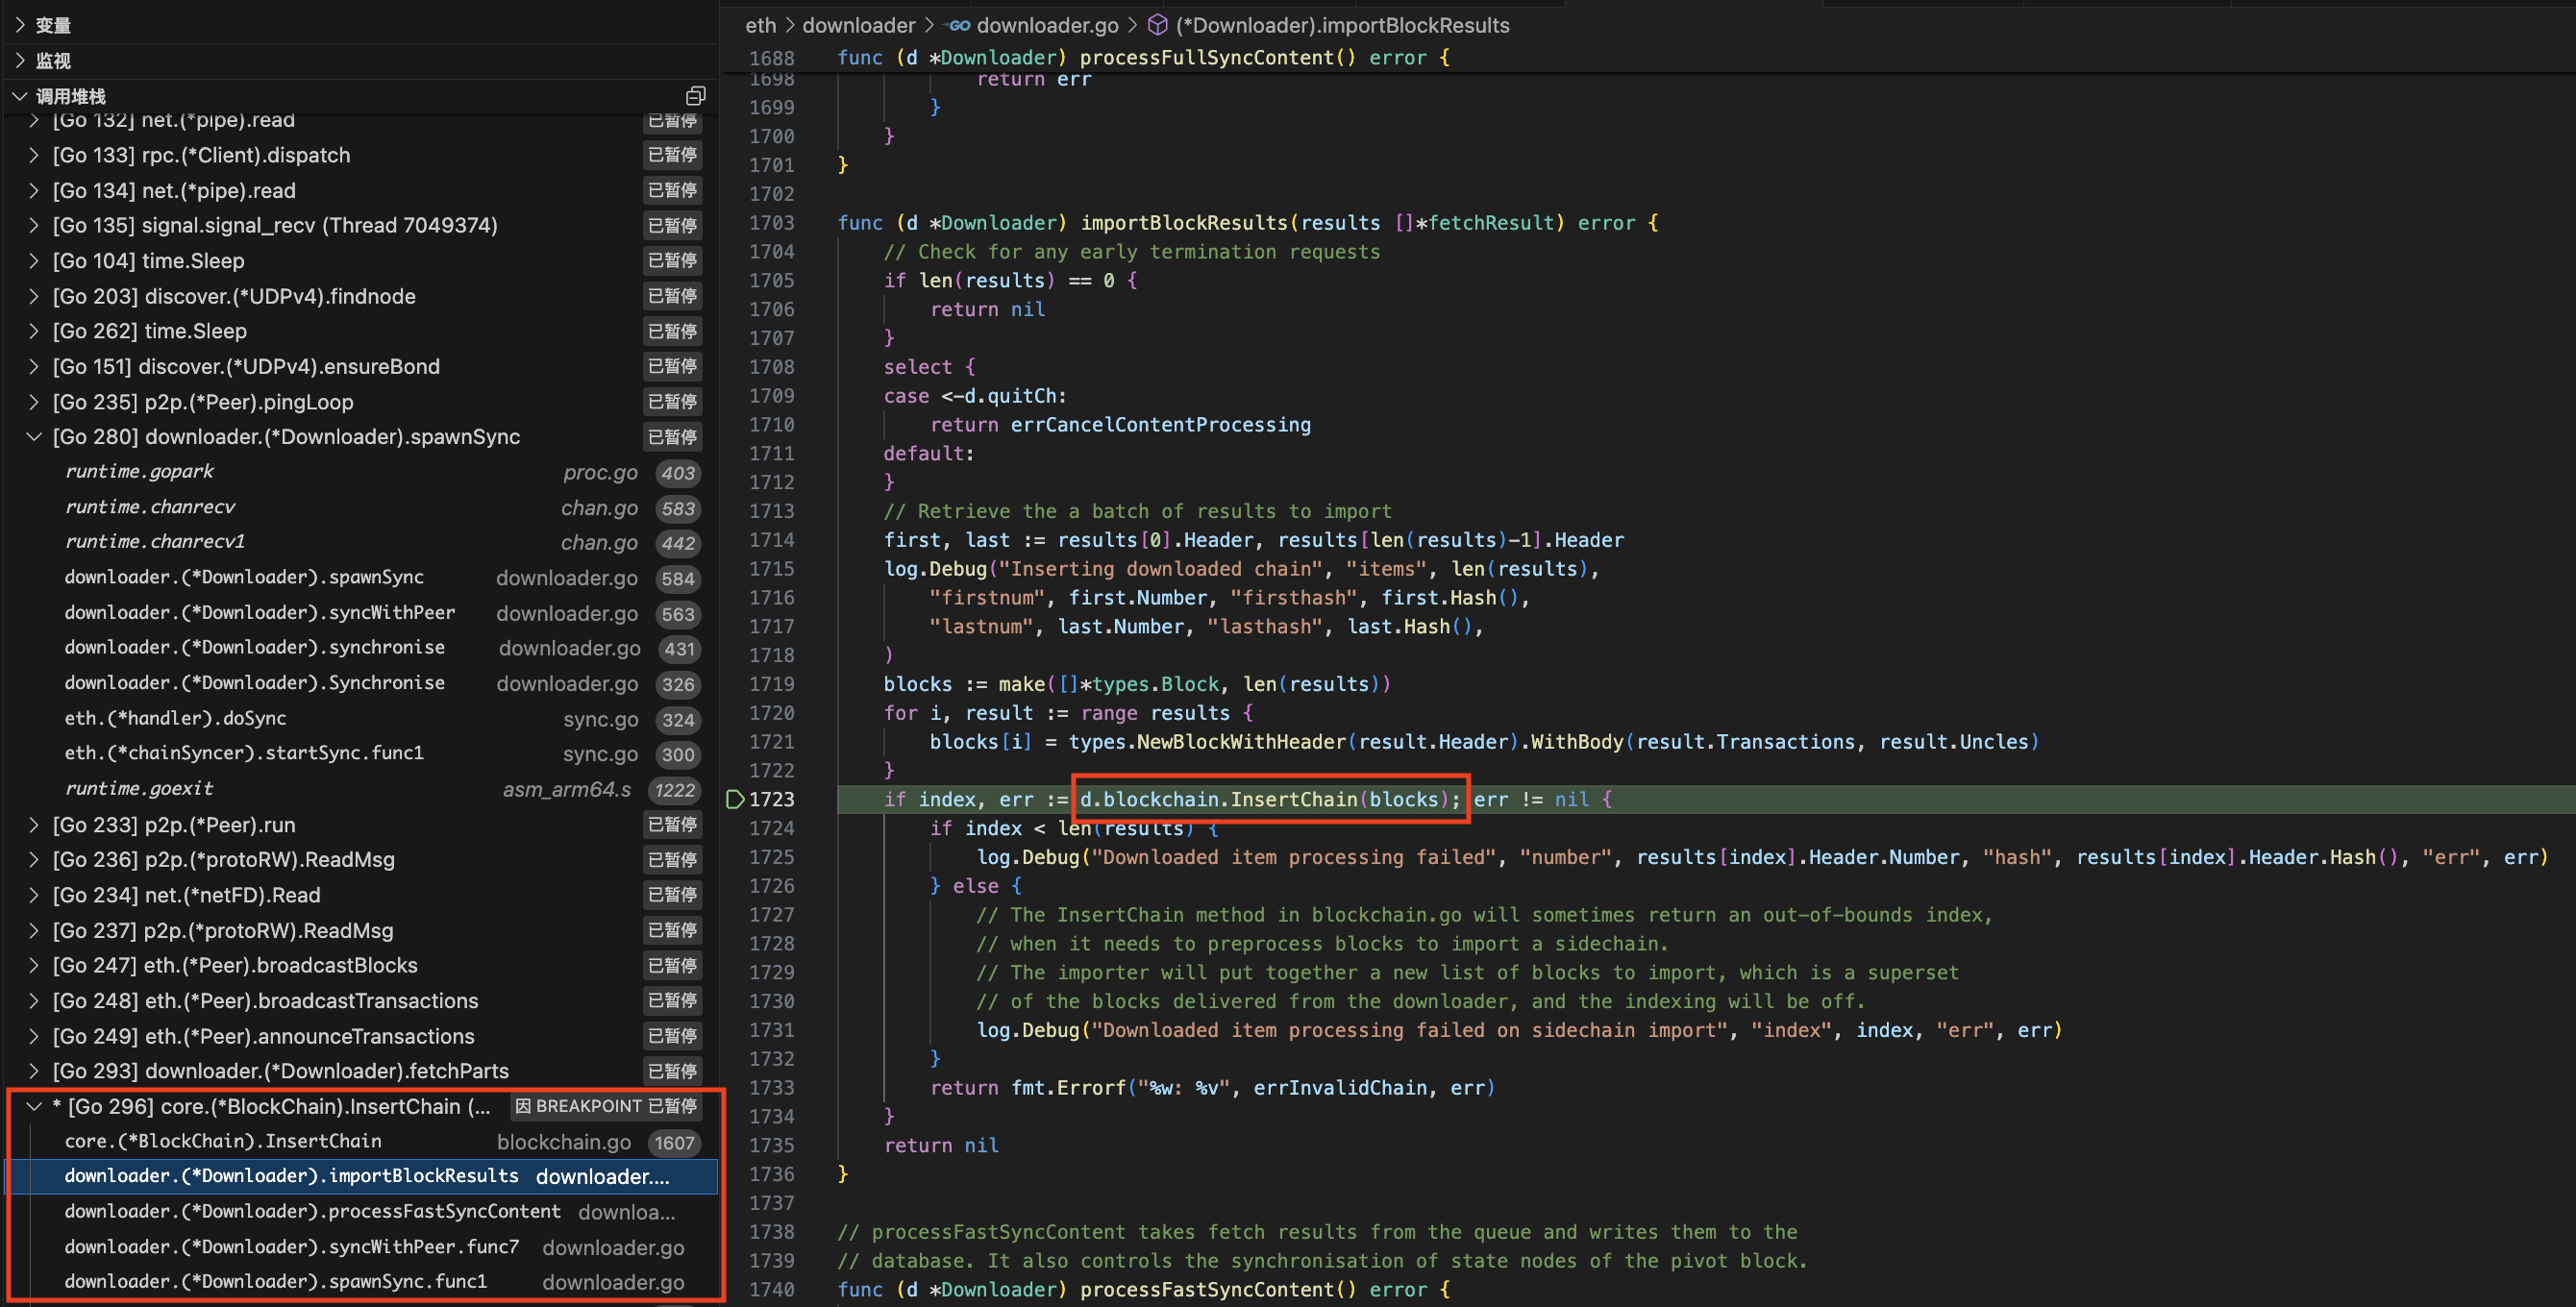 变量
监视
调用堆栈
[Go 132] net.(*pipe).read 已暂停
[Go 133] rpc.(*Client).dispatch 已暂停
[Go 134] net.(*pipe).read 已暂停
[Go 135] signal.signal_recv (Thread 7049374) 已暂停
[Go 104] time.Sleep 已暂停
[Go 203] discover.(*UDPv4).findnode 已暂停
[Go 262] time.Sleep 已暂停
[Go 151] discover.(*UDPv4).ensureBond 已暂停
[Go 235] p2p.(*Peer).pingLoop 已暂停
[Go 280] downloader.(*Downloader).spawnSync 已暂停
runtime.gopark proc.go 403
runtime.chanrecv chan.go 583
runtime.chanrecv1 chan.go 442
downloader.(*Downloader).spawnSync downloader.go 584
downloader.(*Downloader).syncWithPeer downloader.go 563
downloader.(*Downloader).synchronise downloader.go 431
downloader.(*Downloader).Synchronise downloader.go 326
eth.(*handler).doSync sync.go 324
eth.(*chainSyncer).startSync.func1 sync.go 300
runtime.goexit asm_arm64.s 1222
[Go 233] p2p.(*Peer).run 已暂停
[Go 236] p2p.(*protoRW).ReadMsg 已暂停
[Go 234] net.(*netFD).Read 已暂停
[Go 237] p2p.(*protoRW).ReadMsg 已暂停
[Go 247] eth.(*Peer).broadcastBlocks 已暂停
[Go 248] eth.(*Peer).broadcastTransactions 已暂停
[Go 249] eth.(*Peer).announceTransactions 已暂停
[Go 293] downloader.(*Downloader).fetchParts 已暂停
* [Go 296] core.(*BlockChain).InsertChain (... 因 BREAKPOINT 已暂停
core.(*BlockChain).InsertChain blockchain.go 1607
downloader.(*Downloader).importBlockResults downloader....
downloader.(*Downloader).processFastSyncContent downloa...
downloader.(*Downloader).syncWithPeer.func7 downloader.go
downloader.(*Downloader).spawnSync.func1 downloader.go
eth > downloader > GO downloader.go > (*Downloader).importBlockResults
1688 func (d *Downloader) processFullSyncContent() error {
1698 return err
1699 }
1700 }
1701 }
1702
1703 func (d *Downloader) importBlockResults(results []*fetchResult) error {
1704 // Check for any early termination requests
1705 if len(results) == 0 {
1706 return nil
1707 }
1708 select {
1709 case <-d.quitCh:
1710 return errCancelContentProcessing
1711 default:
1712 }
1713 // Retrieve the a batch of results to import
1714 first, last := results[0].Header, results[len(results)-1].Header
1715 log.Debug("Inserting downloaded chain", "items", len(results),
1716 "firstnum", first.Number, "firsthash", first.Hash(),
1717 "lastnum", last.Number, "lasthash", last.Hash(),
1718 )
1719 blocks := make([]*types.Block, len(results))
1720 for i, result := range results {
1721 blocks[i] = types.NewBlockWithHeader(result.Header).WithBody(result.Transactions, result.Uncles)
1722 }
1723 if index, err := d.blockchain.InsertChain(blocks); err != nil {
1724 if index < len(results) {
1725 log.Debug("Downloaded item processing failed", "number", results[index].Header.Number, "hash", results[index].Header.Hash(), "err", err)
1726 } else {
1727 // The InsertChain method in blockchain.go will sometimes return an out-of-bounds index,
1728 // when it needs to preprocess blocks to import a sidechain.
1729 // The importer will put together a new list of blocks to import, which is a superset
1730 // of the blocks delivered from the downloader, and the indexing will be off.
1731 log.Debug("Downloaded item processing failed on sidechain import", "index", index, "err", err)
1732 }
1733 return fmt.Errorf("%w: %v", errInvalidChain, err)
1734 }
1735 return nil
1736 }
1737
1738 // processFastSyncContent takes fetch results from the queue and writes them to the
1739 // database. It also controls the synchronisation of state nodes of the pivot block.
1740 func (d *Downloader) processFastSyncContent() error {